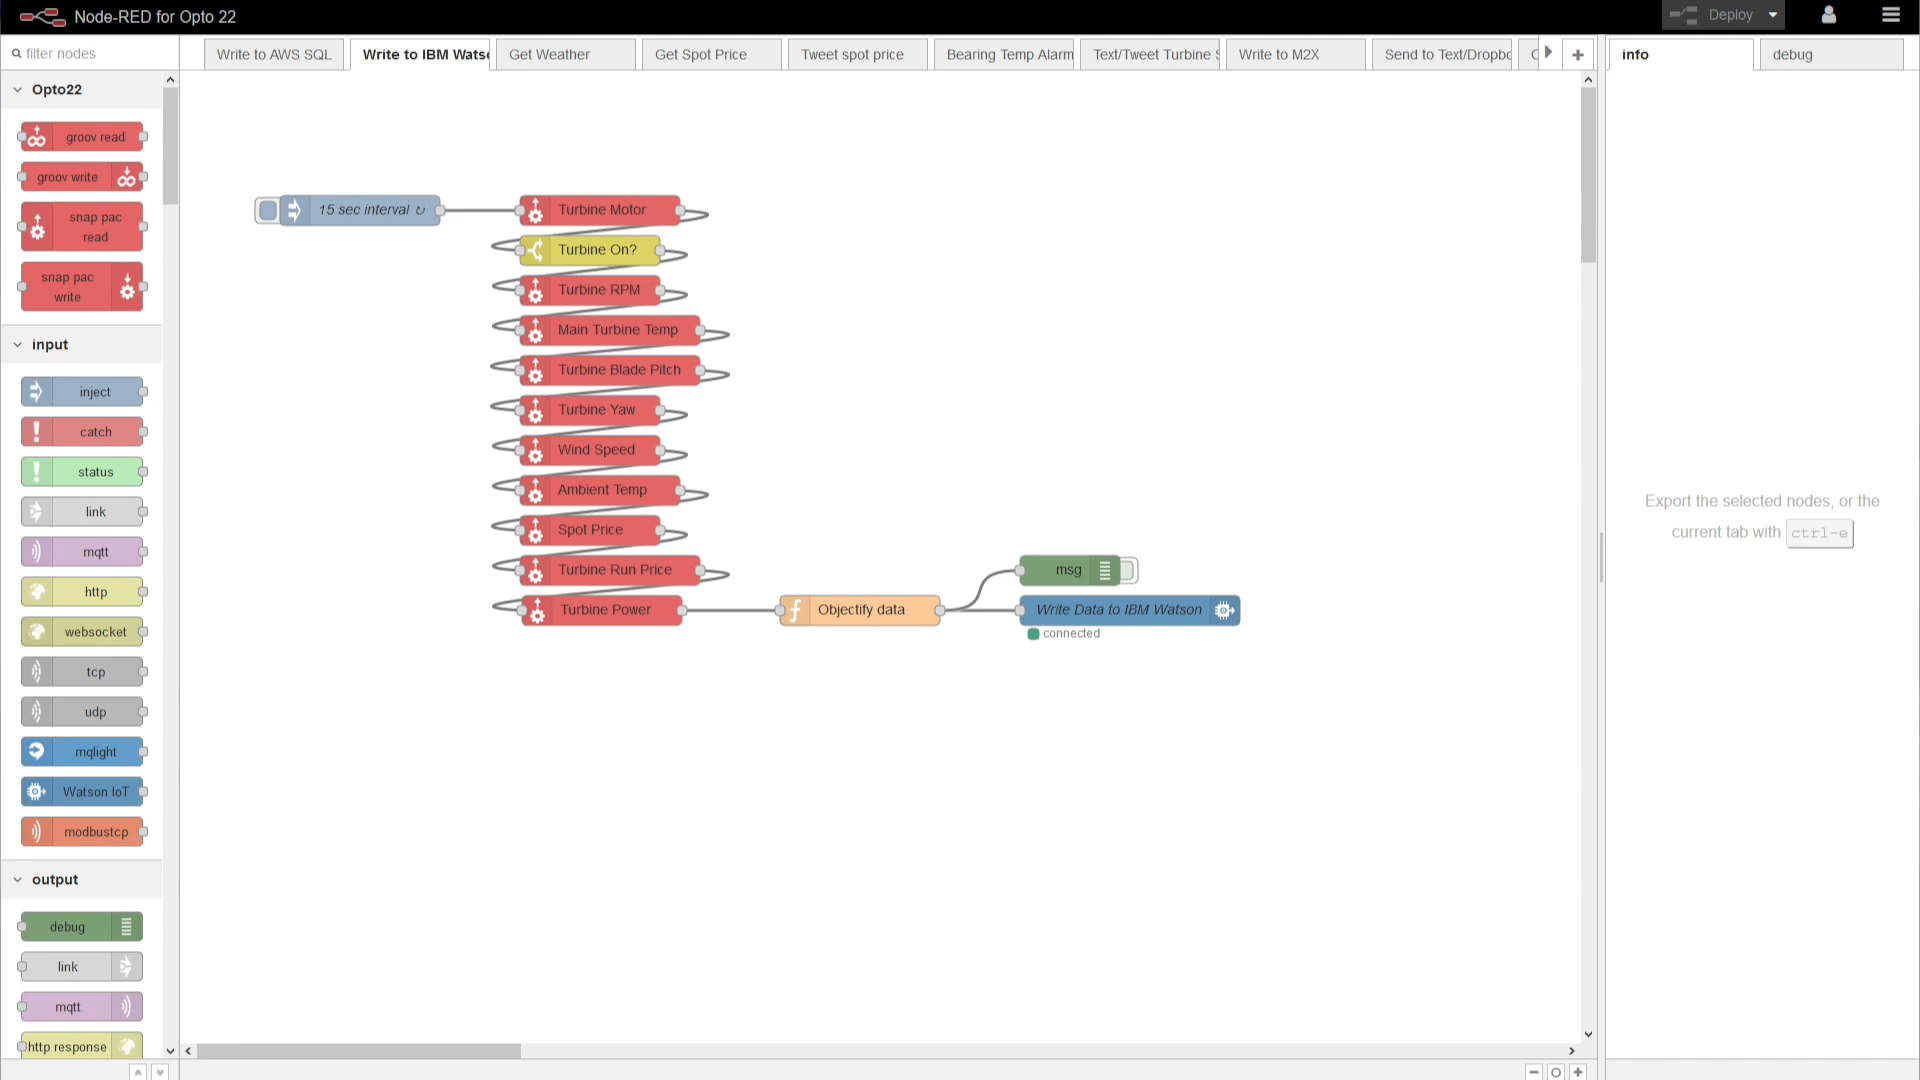 Node-RED for Opto 22
Deploy
filter nodes
Write to AWS SQL
Write to IBM Wats
Get Weather
Get Spot Price
Tweet spot price
Bearing Temp Alarm
Text/Tweet Turbine
Write to M2X
Send to Text/Dropbo
info
debug
Opto22
groov read
groov write
snap pac
read
snap pac
write
input
inject
catch
status
link
mqtt
http
websocket
tcp
udp
mqlight
Watson IoT
modbustcp
output
debug
link
mqtt
http response
15 sec interval ↻
Turbine Motor
Turbine On?
Turbine RPM
Main Turbine Temp
Turbine Blade Pitch
Turbine Yaw
Wind Speed
Ambient Temp
Spot Price
Turbine Run Price
Turbine Power
Objectify data
msg
Write Data to IBM Watson
connected
Export the selected nodes, or the
current tab with ctrl-e